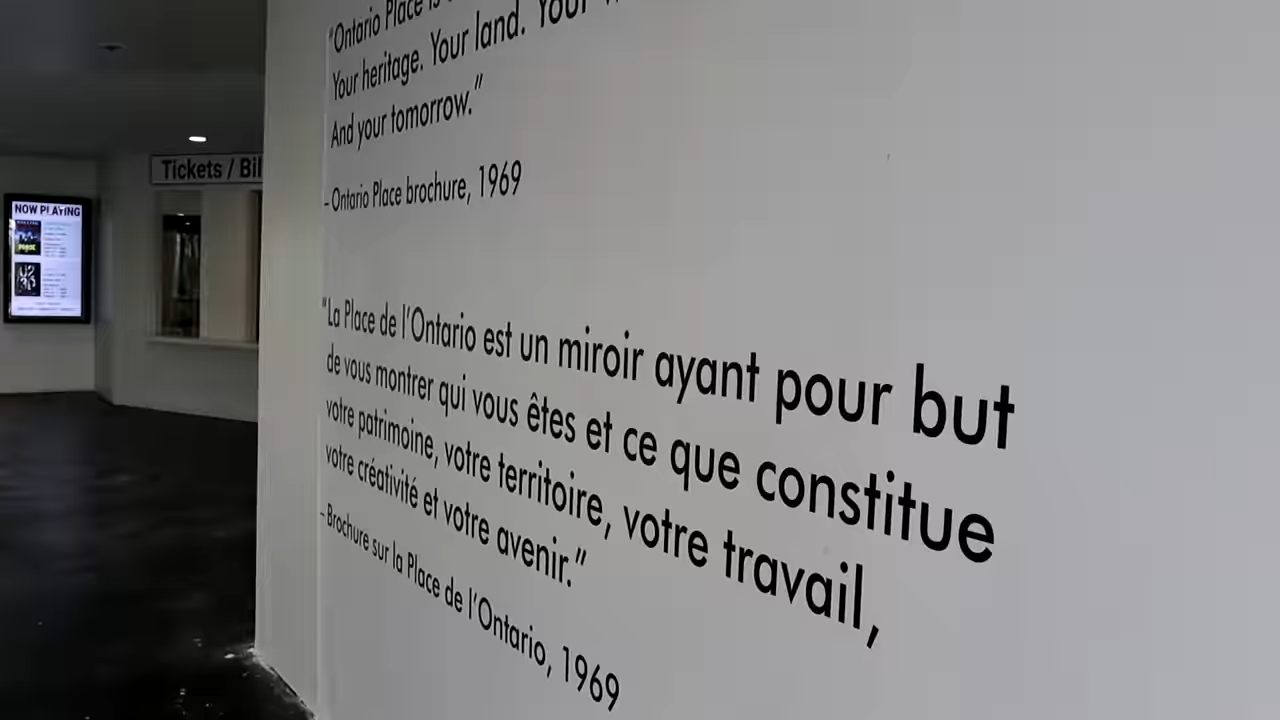 “Ontario Place is
Your heritage. Your land. Your
And your tomorrow.”
– Ontario Place brochure, 1969
Tickets / Bil
NOW PLAYING
“La Place de l’Ontario est un miroir ayant pour but
de vous montrer qui vous êtes et ce que constitue
votre patrimoine, votre territoire, votre travail,
votre créativité et votre avenir.”
– Brochure sur la Place de l’Ontario, 1969